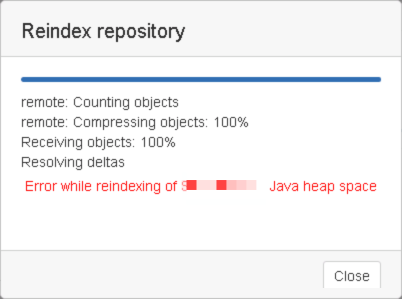 Reindex repository
remote: Counting objects
remote: Compressing objects: 100%
Receiving objects: 100%
Resolving deltas
Error while reindexing of Java heap space
Close